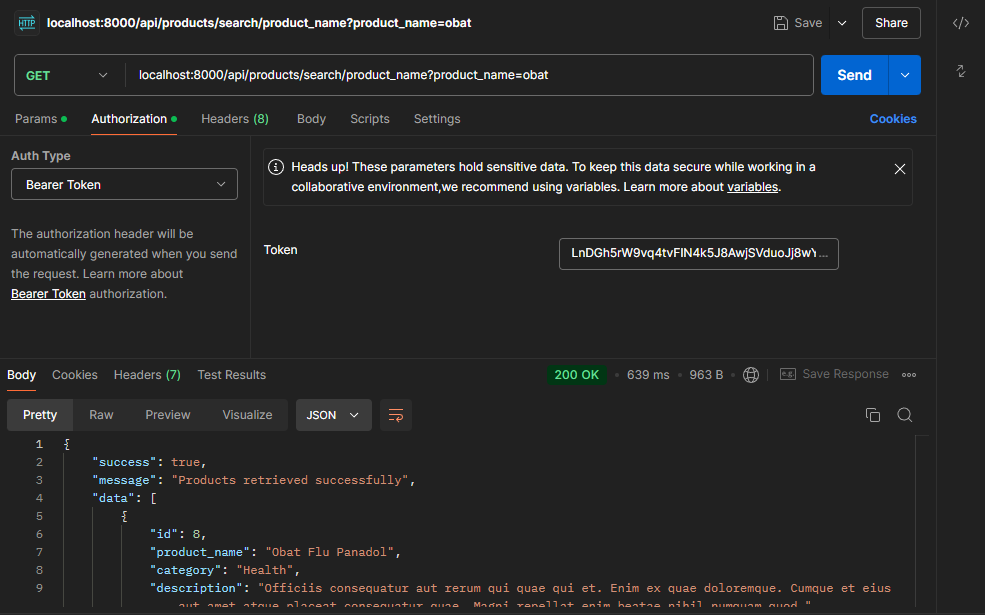 HTTP localhost:8000/api/products/search/product_name?product_name=obat Save Share
GET localhost:8000/api/products/search/product_name?product_name=obat Send
Params Authorization Headers (8) Body Scripts Settings Cookies
Auth Type
Bearer Token
The authorization header will be
automatically generated when you send
the request. Learn more about
Bearer Token authorization.
Heads up! These parameters hold sensitive data. To keep this data secure while working in a
collaborative environment,we recommend using variables. Learn more about variables.
Token LnDGh5rW9vq4tvFIN4k5J8AwjSVduoJj8wY...
Body Cookies Headers (7) Test Results 200 OK 639 ms 963 B e.g. Save Response
Pretty Raw Preview Visualize JSON
1 {
2 "success": true,
3 "message": "Products retrieved successfully",
4 "data": [
5 {
6 "id": 8,
7 "product_name": "Obat Flu Panadol",
8 "category": "Health",
9 "description": "Officiis consequatur aut rerum qui quae qui et. Enim ex quae doloremque. Cumque et eius
aut amet atque placeat consequatur quae. Magni repellat enim beatae nihil numquam quod."